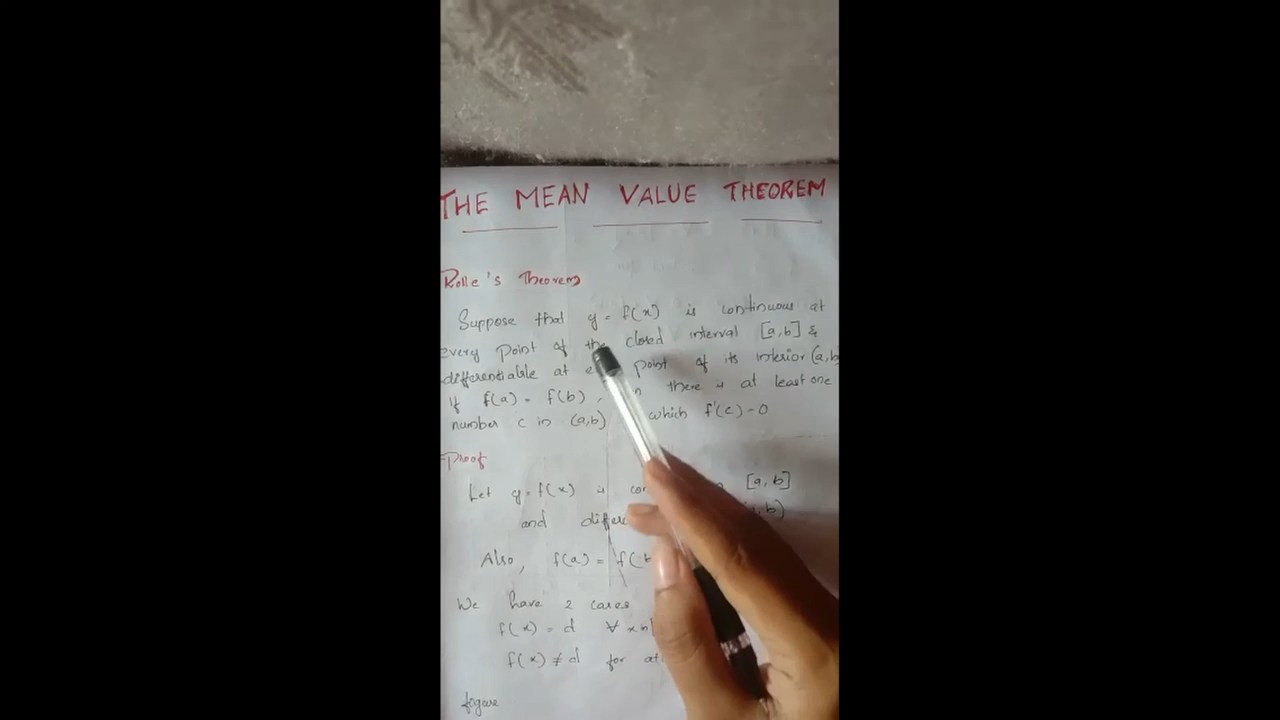 THE MEAN VALUE THEOREM
Rolle's Theorem
Suppose that y = f(x) is continuous at
every point of the closed interval [a,b] &
differentiable at point of its interior (a,b
If f(a) = f(b), there is at least one
number c in (a,b) which f'(c) = 0
Proof
Let y = f(x) is [a, b]
and b)
Also, f(a) = f(
We have 2 cases
f(x) = d ∀ x
f(x) ≠ d for
figure